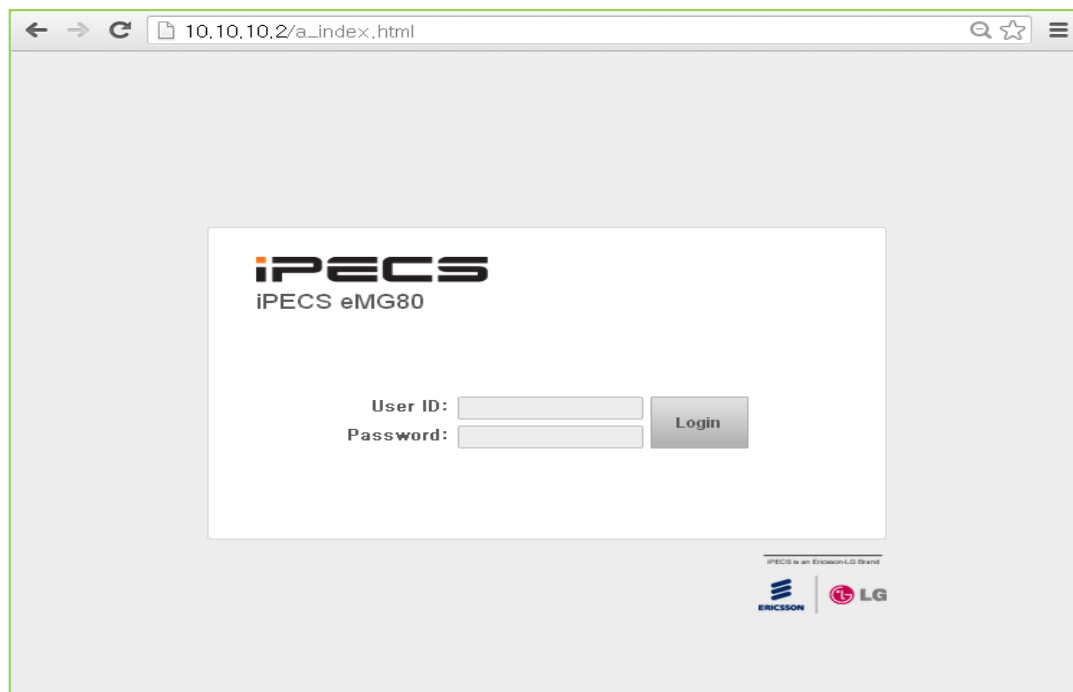 10.10.10.2/a_index.html
iPECS
iPECS eMG80
User ID:
Password:
Login
iPECS is an Ericsson-LG Brand
ERICSSON
LG